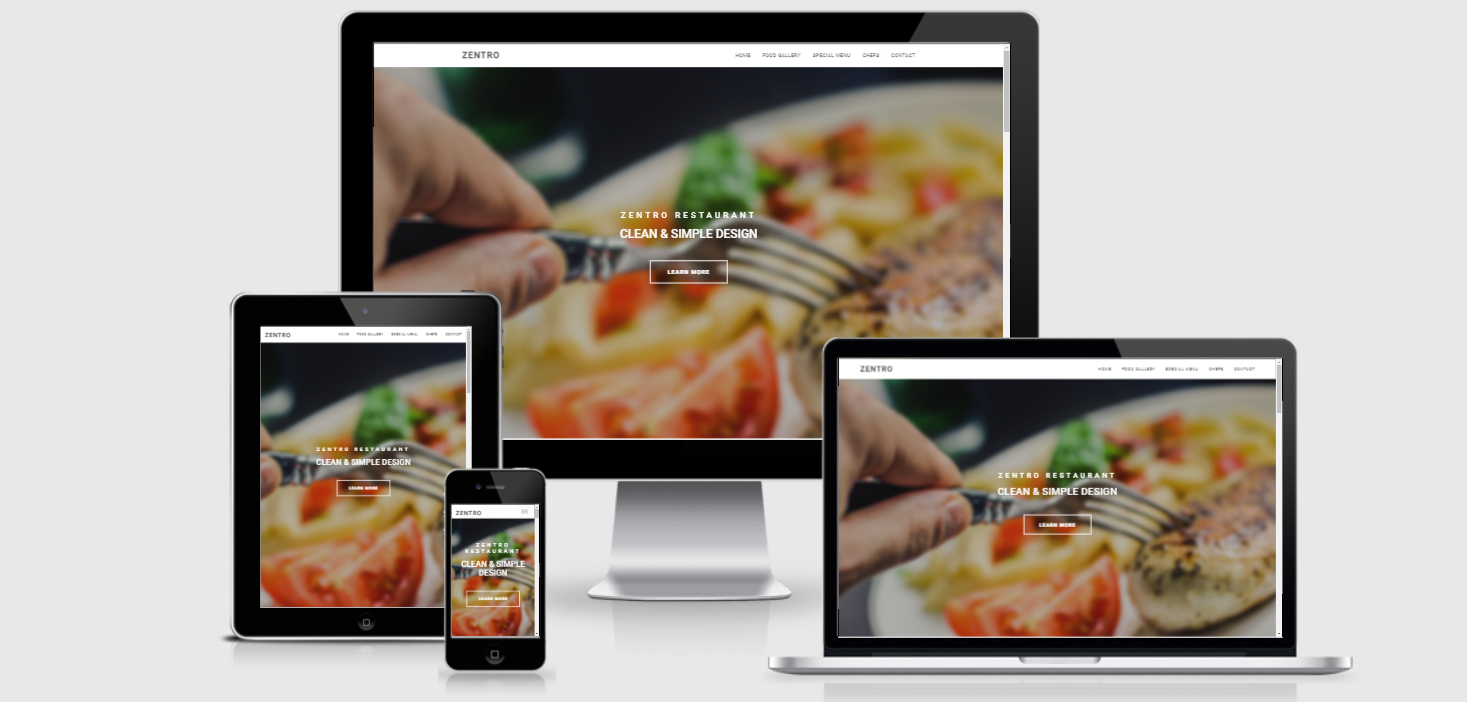 ZENTRO
HOME FOOD GALLERY SPECIAL MENU CHEFS CONTACT
ZENTRO RESTAURANT
CLEAN & SIMPLE DESIGN
LEARN MORE
ZENTRO
HOME FOOD GALLERY SPECIAL MENU CHEFS CONTACT
ZENTRO RESTAURANT
CLEAN & SIMPLE DESIGN
LEARN MORE
ZENTRO
ZENTRO
RESTAURANT
CLEAN & SIMPLE
DESIGN
LEARN MORE
ZENTRO
HOME FOOD GALLERY SPECIAL MENU CHEFS CONTACT
ZENTRO RESTAURANT
CLEAN & SIMPLE DESIGN
LEARN MORE